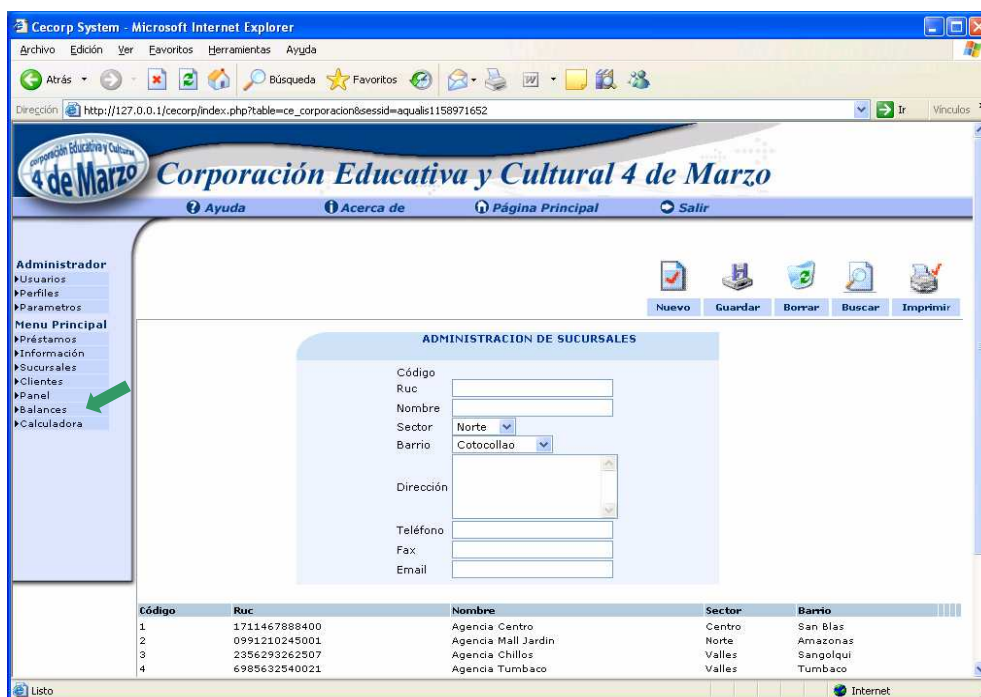 Cecorp System - Microsoft Internet Explorer
Archivo Edición Ver Favoritos Herramientas Ayuda
Atrás Búsqueda Favoritos
Dirección http://127.0.0.1/cecorp/index.php?table=ce_corporacion&sessid=aqualis1158971652 Ir Vínculos
Corporación Educativa y Cultural
4 de Marzo
Corporación Educativa y Cultural 4 de Marzo
Ayuda Acerca de Página Principal Salir
Administrador
Usuarios
Perfiles
Parametros
Menu Principal
Préstamos
Información
Sucursales
Clientes
Panel
Balances
Calculadora
Nuevo Guardar Borrar Buscar Imprimir
ADMINISTRACION DE SUCURSALES
Código
Ruc
Nombre
Sector Norte
Barrio Cotocollao
Dirección
Teléfono
Fax
Email
Código Ruc Nombre Sector Barrio
1 1711467888400 Agencia Centro Centro San Blas
2 0991210245001 Agencia Mall Jardin Norte Amazonas
3 2356293262507 Agencia Chillos Valles Sangolqui
4 6985632540021 Agencia Tumbaco Valles Tumbaco
Listo Internet